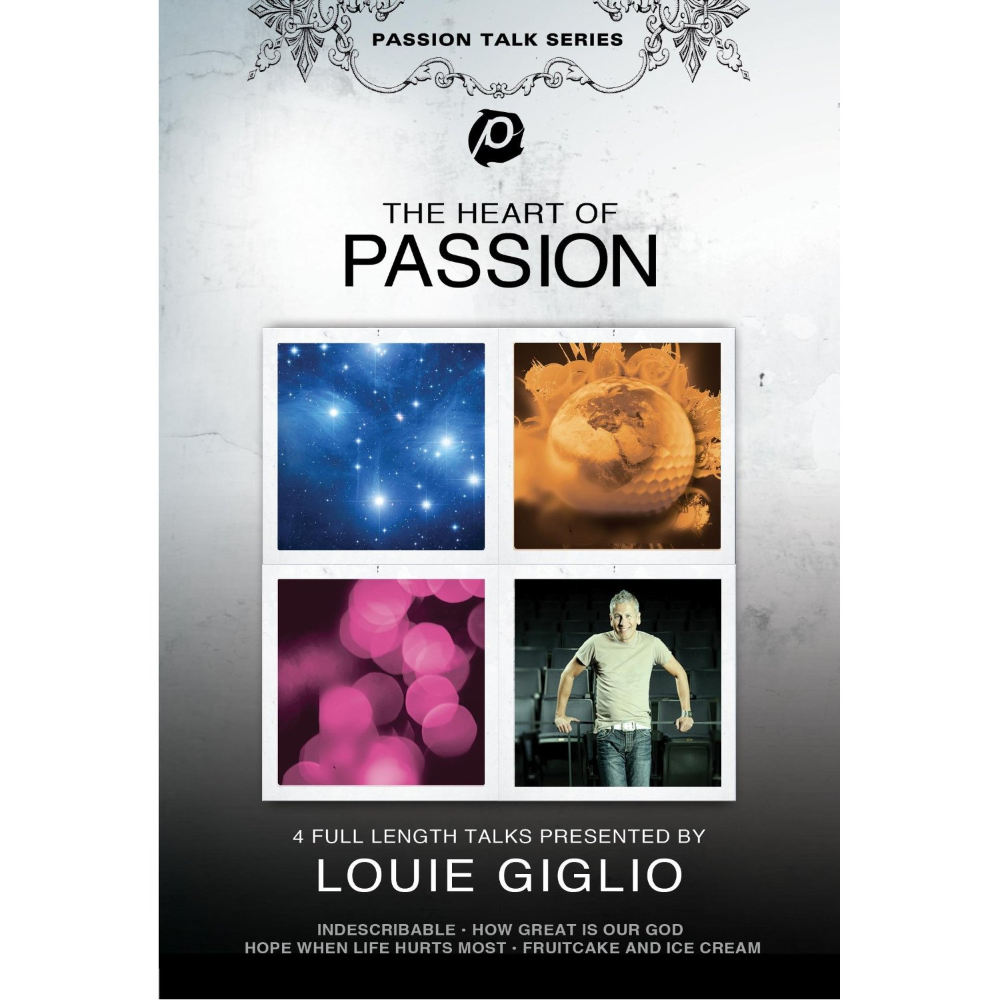 PASSION TALK SERIES
p
THE HEART OF
PASSION
4 FULL LENGTH TALKS PRESENTED BY
LOUIE GIGLIO
INDESCRIBABLE • HOW GREAT IS OUR GOD
HOPE WHEN LIFE HURTS MOST • FRUITCAKE AND ICE CREAM